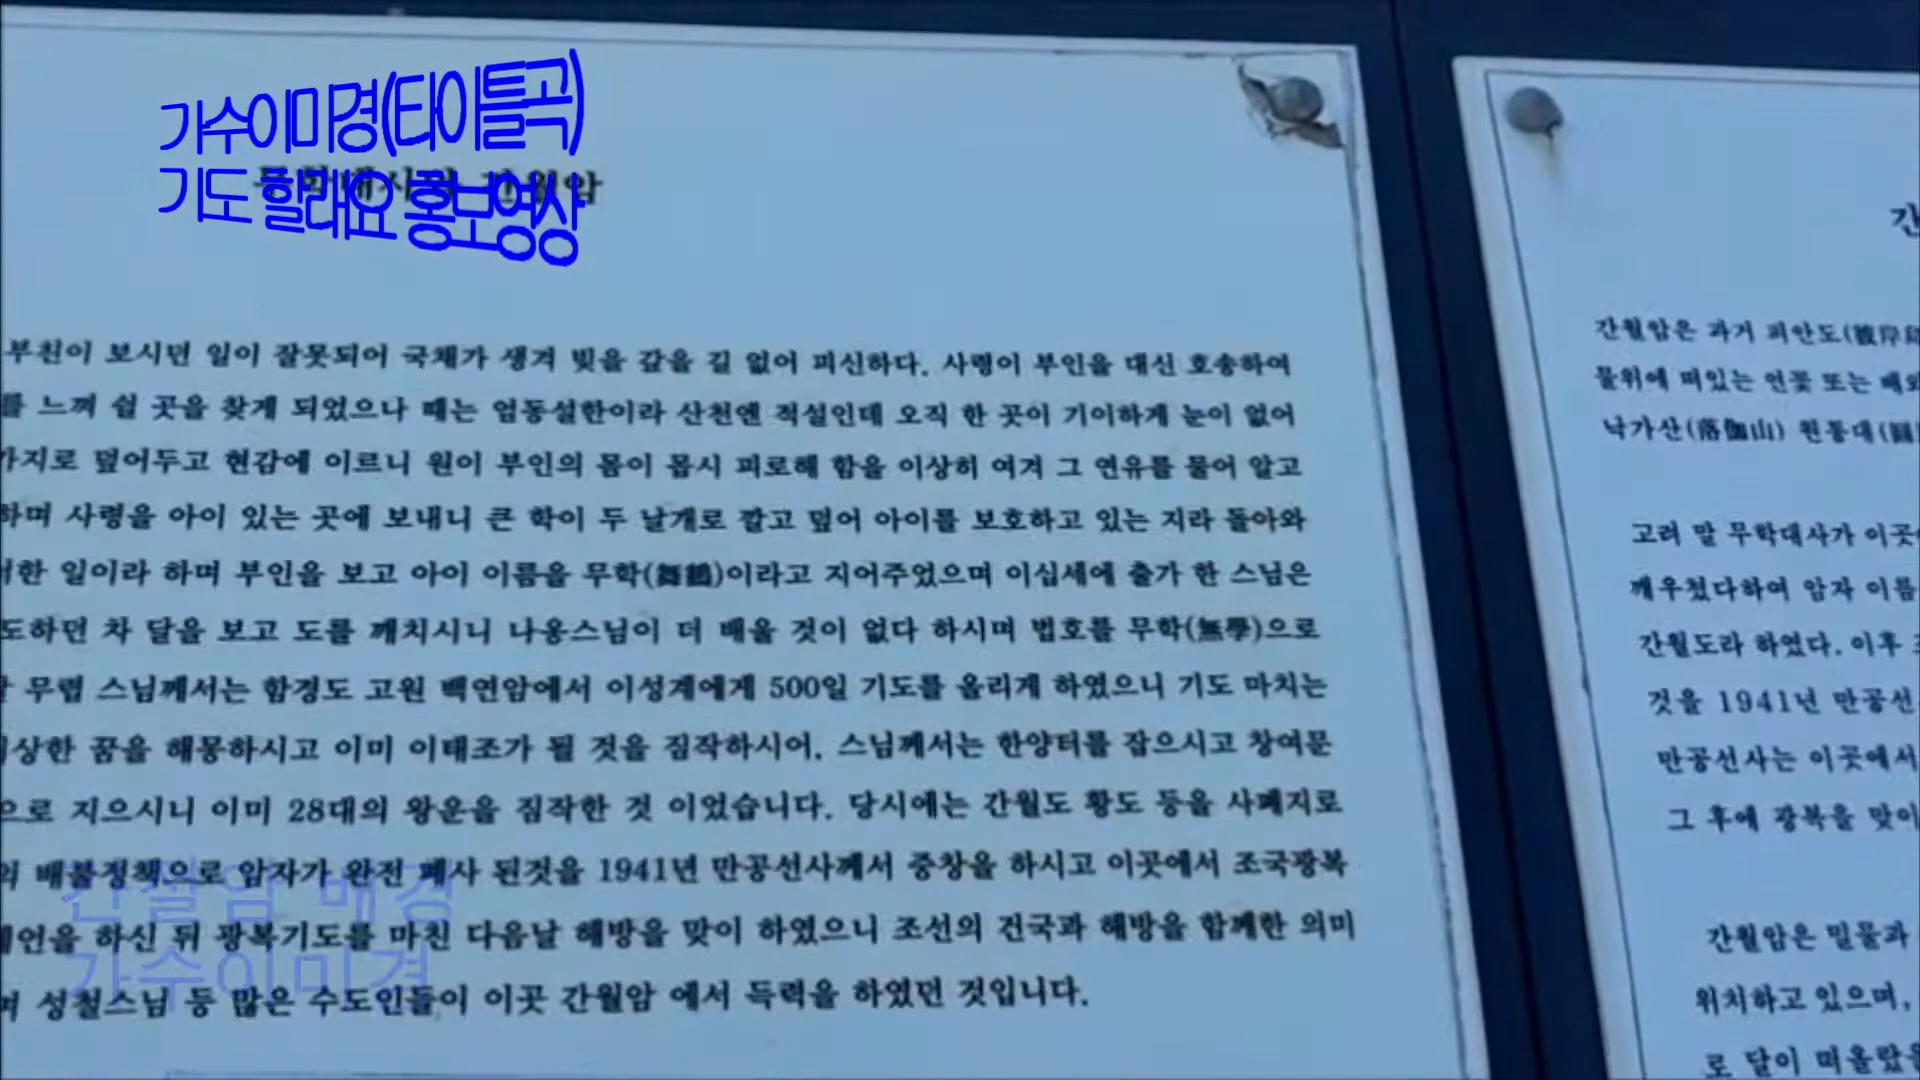 가수이미경(타이틀곡)
기도 할래요 홍보영상
간월암
부친이 보시던 일이 잘못되어 국채가 생겨 빚을 갚을 길 없어 피신하다. 사령이 부인을 대신 호송하여
를 느껴 쉴 곳을 찾게 되었으나 때는 엄동설한이라 산천엔 적설인데 오직 한 곳이 기이하게 눈이 없어
가지로 덮어두고 현감에 이르니 원이 부인의 몸이 몹시 피로해 함을 이상히 여겨 그 연유를 물어 알고
하며 사령을 아이 있는 곳에 보내니 큰 학이 두 날개로 깔고 덮어 아이를 보호하고 있는 지라 돌아와
한 일이라 하며 부인을 보고 아이 이름을 무학(舞鶴)이라고 지어주었으며 이십세에 출가 한 스님은
도하던 차 달을 보고 도를 깨치시니 나옹스님이 더 배울 것이 없다 하시며 법호를 무학(無學)으로
무렵 스님께서는 함경도 고원 백연암에서 이성계에게 500일 기도를 올리게 하였으니 기도 마치는
상한 꿈을 해몽하시고 이미 이태조가 될 것을 짐작하시어, 스님께서는 한양터를 잡으시고 창여문
으로 지으시니 이미 28대의 왕운을 짐작한 것 이었습니다. 당시에는 간월도 황도 등을 사패지로
의 배불정책으로 암자가 완전 폐사 된것을 1941년 만공선사께서 중창을 하시고 이곳에서 조국광복
언을 하신 뒤 광복기도를 마친 다음날 해방을 맞이 하였으니 조선의 건국과 해방을 함께한 의미
며 성철스님 등 많은 수도인들이 이곳 간월암 에서 득력을 하였던 것입니다.
간월암 배경
가수이미경
간
간월암은 과거 피안도(彼岸
물위에 떠있는 연꽃 또는 배와
낙가산(落伽山) 원통대(圓
고려 말 무학대사가 이곳
깨우쳤다하여 암자 이름
간월도라 하였다. 이후
것을 1941년 만공선
만공선사는 이곳에서
그 후에 광복을 맞이
간월암은 밀물과
위치하고 있으며,
로 달이 떠올랐을